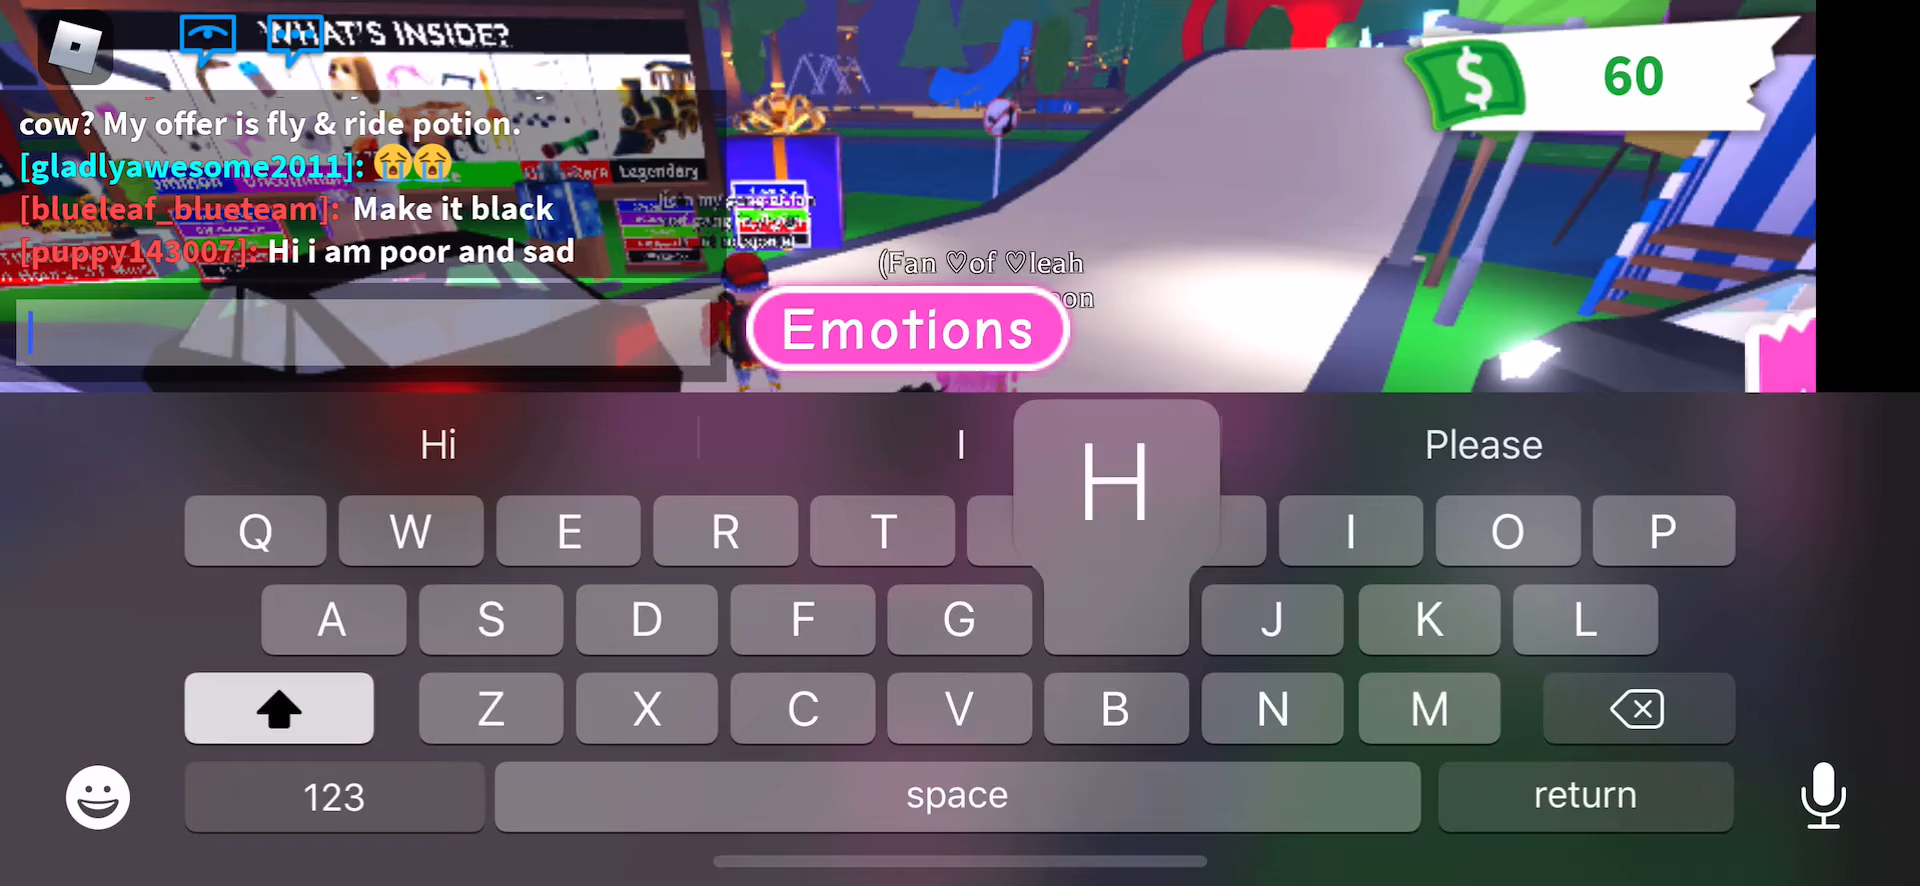 WHAT'S INSIDE?
60
cow? My offer is fly & ride potion.
[gladlyawesome2011]: 😭😭
Legendary
[blueleaf_blueteam]: Make it black
[puppy143007]: Hi i am poor and sad
(Fan ♡of ♡leah
Emotions
Hi
I
Please
H
Q W E R T I O P
A S D F G J K L
Z X C V B N M
123
space
return